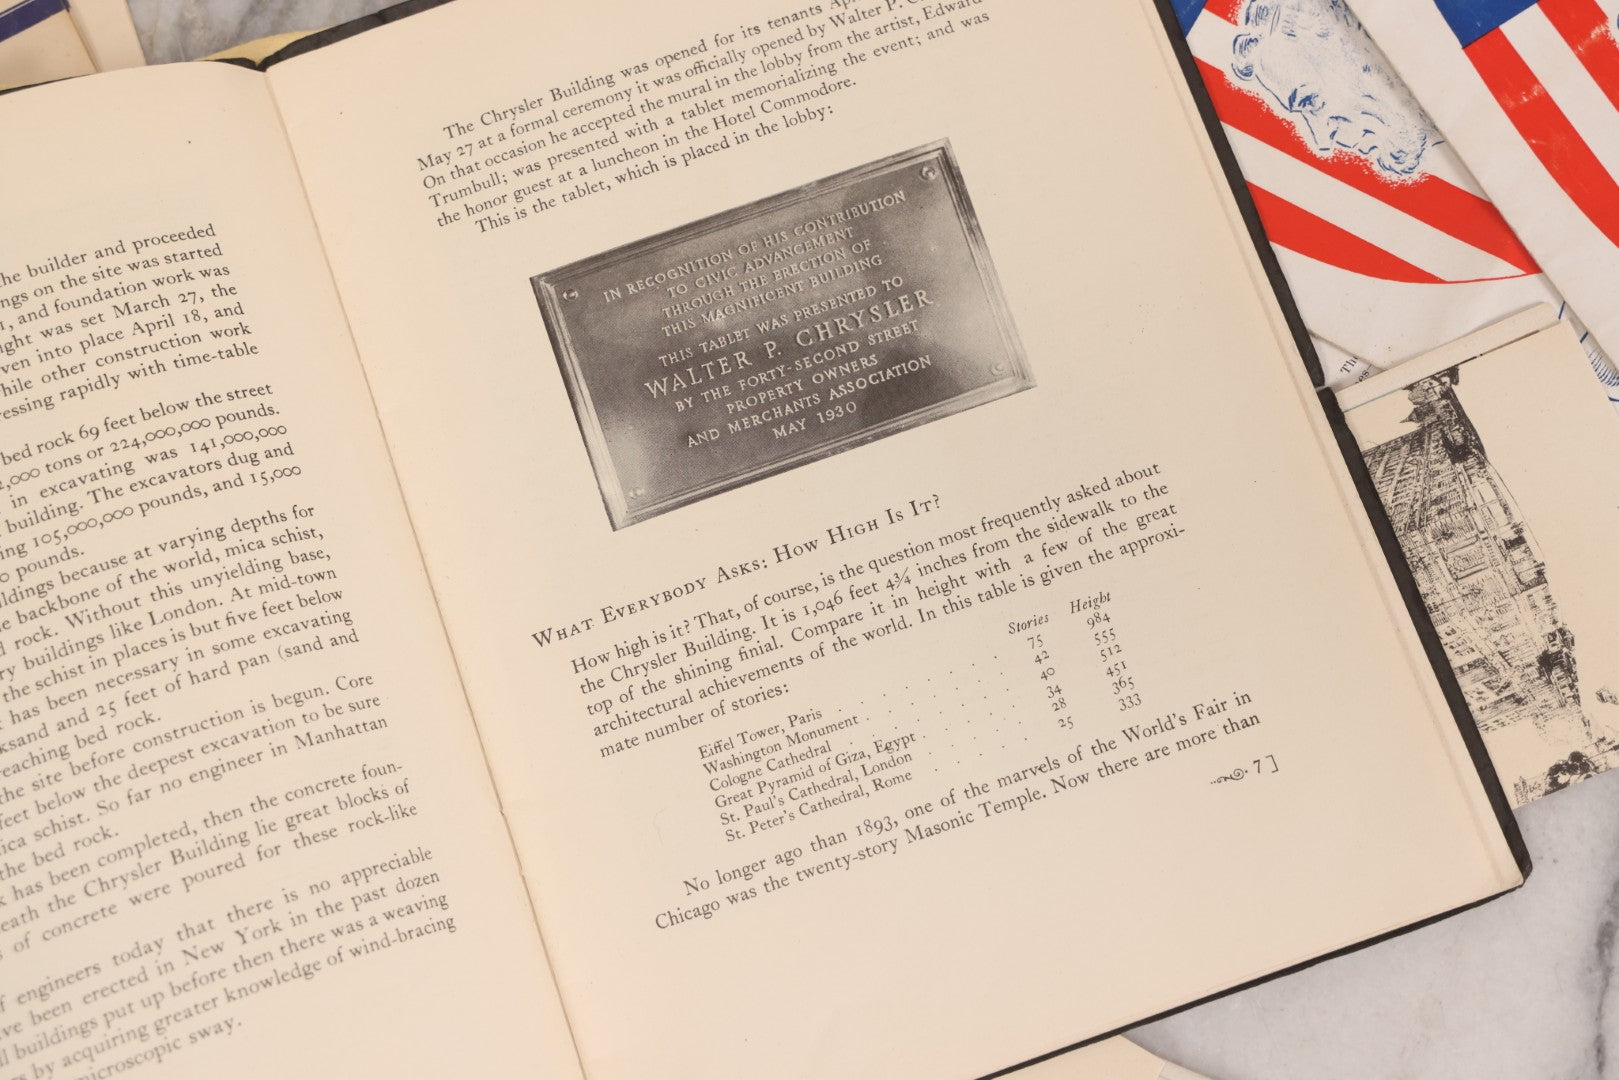 he builder and proceeded
ngs on the site was started
, and foundation work was
ight was set March 27, the
ven into place April 18, and
hile other construction work
essing rapidly with time-table
bed rock 69 feet below the street
2,000 tons or 224,000,000 pounds.
in excavating was 141,000,000
building. The excavators dug and
ing 105,000,000 pounds, and 15,000
pounds.
ldings because at varying depths for
e backbone of the world, mica schist,
rock. Without this unyielding base,
ry buildings like London. At mid-town
the schist in places is but five feet below
has been necessary in some excavating
ksand and 25 feet of hard pan (sand and
reaching bed rock.
the site before construction is begun. Core
feet below the deepest excavation to be sure
ica schist. So far no engineer in Manhattan
the bed rock.
k has been completed, then the concrete foun-
eath the Chrysler Building lie great blocks of
s of concrete were poured for these rock-like
f engineers today that there is no appreciable
ve been erected in New York in the past dozen
ll buildings put up before then there was a weaving
rs by acquiring greater knowledge of wind-bracing
microscopic sway.
The Chrysler Building was opened for its tenants
May 27 at a formal ceremony it was officially opened by Walter P.
On that occasion he accepted the mural in the lobby from the artist, Edward
Trumbull; was presented with a tablet memorializing the event; and was
the honor guest at a luncheon in the Hotel Commodore.
This is the tablet, which is placed in the lobby:
IN RECOGNITION OF HIS CONTRIBUTION
TO CIVIC ADVANCEMENT
THROUGH THE ERECTION OF
THIS MAGNIFICENT BUILDING
THIS TABLET WAS PRESENTED TO
WALTER P. CHRYSLER
BY THE FORTY-SECOND STREET
PROPERTY OWNERS
AND MERCHANTS ASSOCIATION
MAY 1930
WHAT EVERYBODY ASKS: HOW HIGH IS IT?
How high is it? That, of course, is the question most frequently asked about
the Chrysler Building. It is 1,046 feet 4¾ inches from the sidewalk to the
top of the shining finial. Compare it in height with a few of the great
architectural achievements of the world. In this table is given the approxi-
mate number of stories:
Stories Height
Eiffel Tower, Paris . . . . . . . 75 984
Washington Monument . . . . . . 42 555
Cologne Cathedral . . . . . . . 40 512
Great Pyramid of Giza, Egypt . . . . 34 451
St. Paul's Cathedral, London . . . . 28 365
St. Peter's Cathedral, Rome . . . . 25 333
No longer ago than 1893, one of the marvels of the World's Fair in
Chicago was the twenty-story Masonic Temple. Now there are more than
7 ]
The